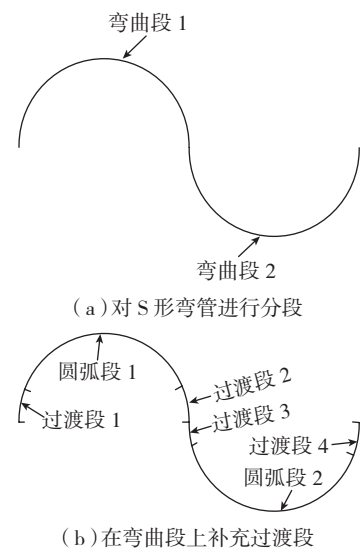 弯曲段 1
弯曲段 2
(a)对 S 形弯管进行分段
圆弧段 1
过渡段 2
过渡段 1
过渡段 3
过渡段 4
圆弧段 2
(b)在弯曲段上补充过渡段